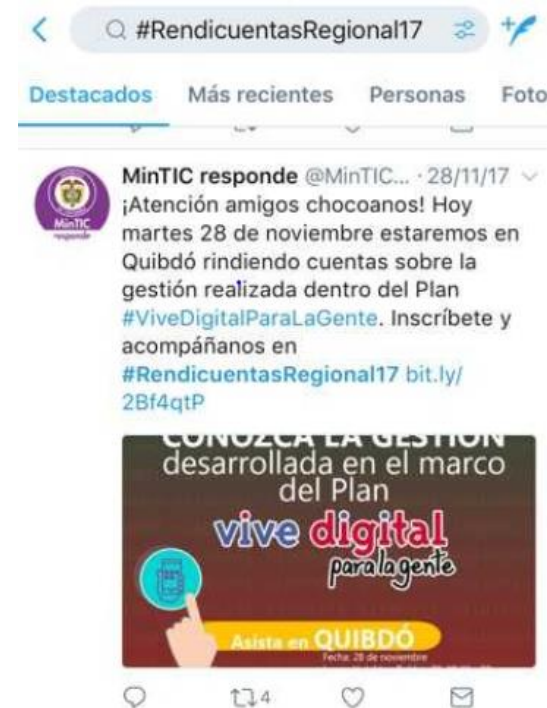 #RendicuentasRegional17
Destacados Más recientes Personas Foto
MinTIC responde @MinTIC... · 28/11/17
¡Atención amigos chocoanos! Hoy
martes 28 de noviembre estaremos en
Quibdó rindiendo cuentas sobre la
gestión realizada dentro del Plan
#ViveDigitalParaLaGente. Inscríbete y
acompáñanos en
#RendicuentasRegional17 bit.ly/
2Bf4qtP
MinTIC
responde
CONOZCA LA GESTIÓN
desarrollada en el marco
del Plan
vive digital
para la gente
Asista en QUIBDÓ
Fecha: 28 de noviembre
4